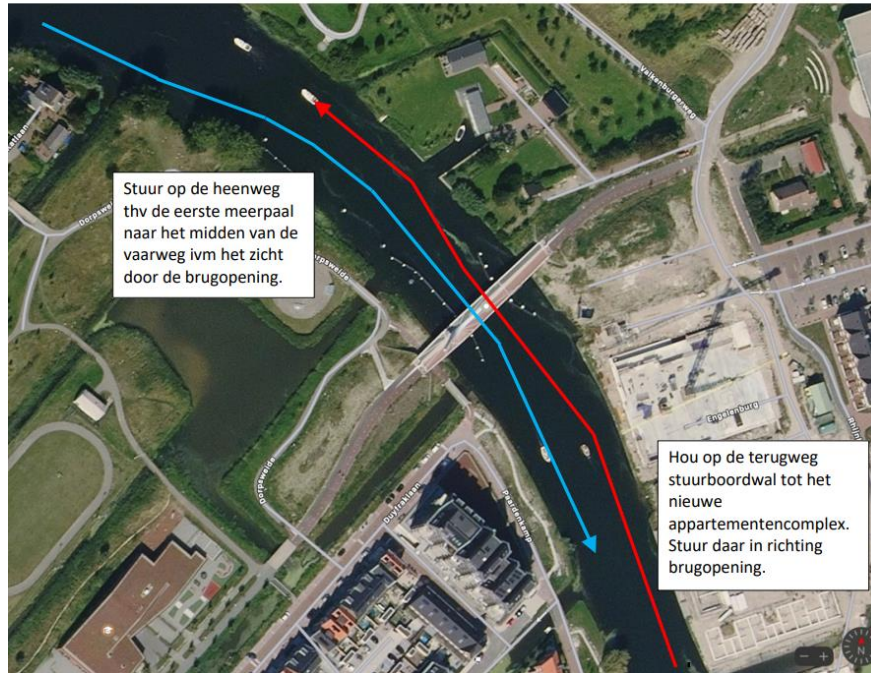 Valkenburgerweg
Stuur op de heenweg
thv de eerste meerpaal
naar het midden van de
vaarweg ivm het zicht
door de brugopening.
Dorpsweide
Engelenburg
Hou op de terugweg
stuurboordwal tot het
nieuwe
appartementencomplex.
Stuur daar in richting
brugopening.
Dorpsweide
Duyfraklaan
Paardenkamp
N